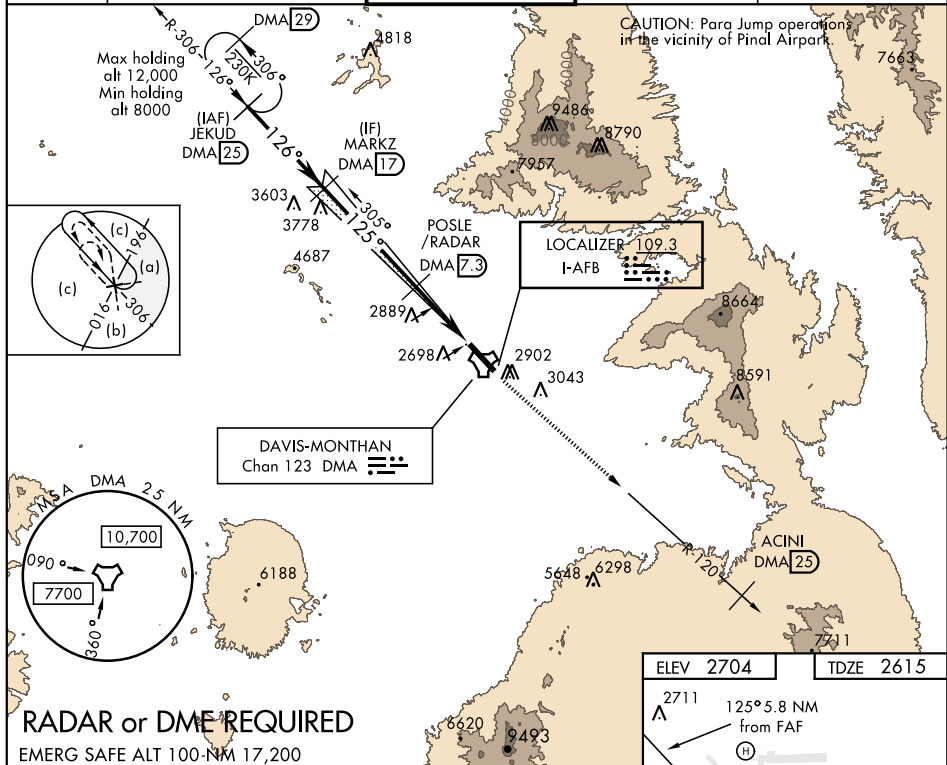 DMA 29
R-306
126°
306°
230K
Max holding
alt 12,000
Min holding
alt 8000
(IAF)
JEKUD
DMA 25
126°
4818
CAUTION: Para Jump operations
in the vicinity of Pinal Airpark.
7663
6000
6000
9486
8000
8790
7957
(IF)
MARKZ
DMA 17
3603
3778
305°
125°
4687
POSLE
/RADAR
DMA 7.3
LOCALIZER 109.3
I-AFB
(c)
196
(a)
(c)
016
306
(b)
2889
2698
2902
3043
8664
8591
DAVIS-MONTHAN
Chan 123 DMA
MSA DMA 25 NM
10,700
090°
7700
360°
6188
5648
6298
R-120
ACINI
DMA 25
7711
ELEV 2704
TDZE 2615
2711
125° 5.8 NM
from FAF
H
6620
9493
RADAR or DME REQUIRED
EMERG SAFE ALT 100 NM 17,200